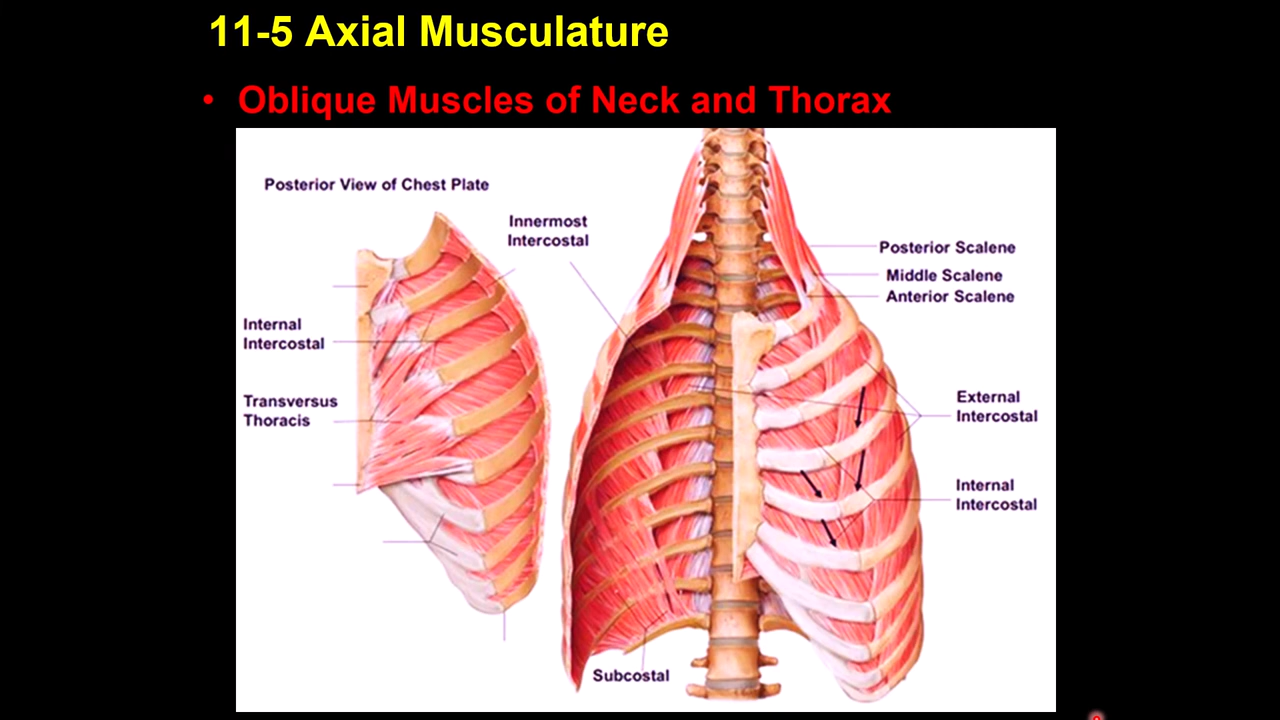 11-5 Axial Musculature
• Oblique Muscles of Neck and Thorax
Posterior View of Chest Plate
Innermost
Intercostal
Internal
Intercostal
Transversus
Thoracis
Posterior Scalene
Middle Scalene
Anterior Scalene
External
Intercostal
Internal
Intercostal
Subcostal